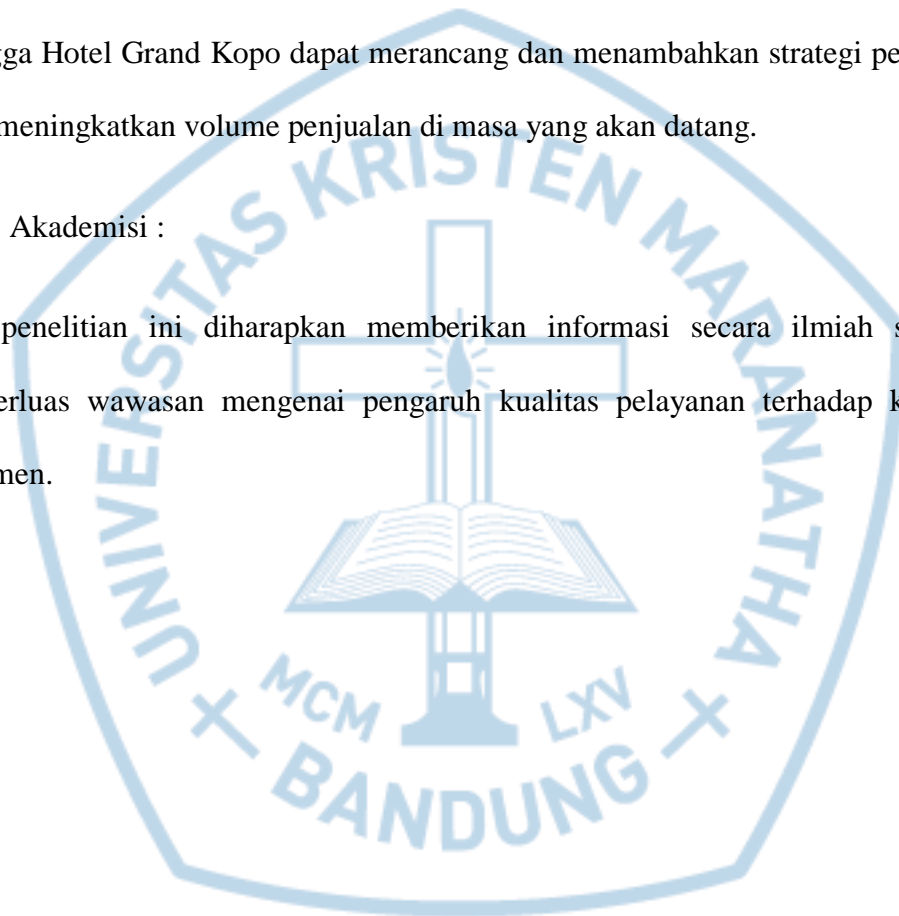 gga Hotel Grand Kopo dapat merancang dan menambahkan strategi pe
meningkatkan volume penjualan di masa yang akan datang.
Akademisi :
penelitian ini diharapkan memberikan informasi secara ilmiah s
erluas wawasan mengenai pengaruh kualitas pelayanan terhadap k
men.
UNIVERSITAS KRISTEN MARANATHA
MCM LXV
BANDUNG